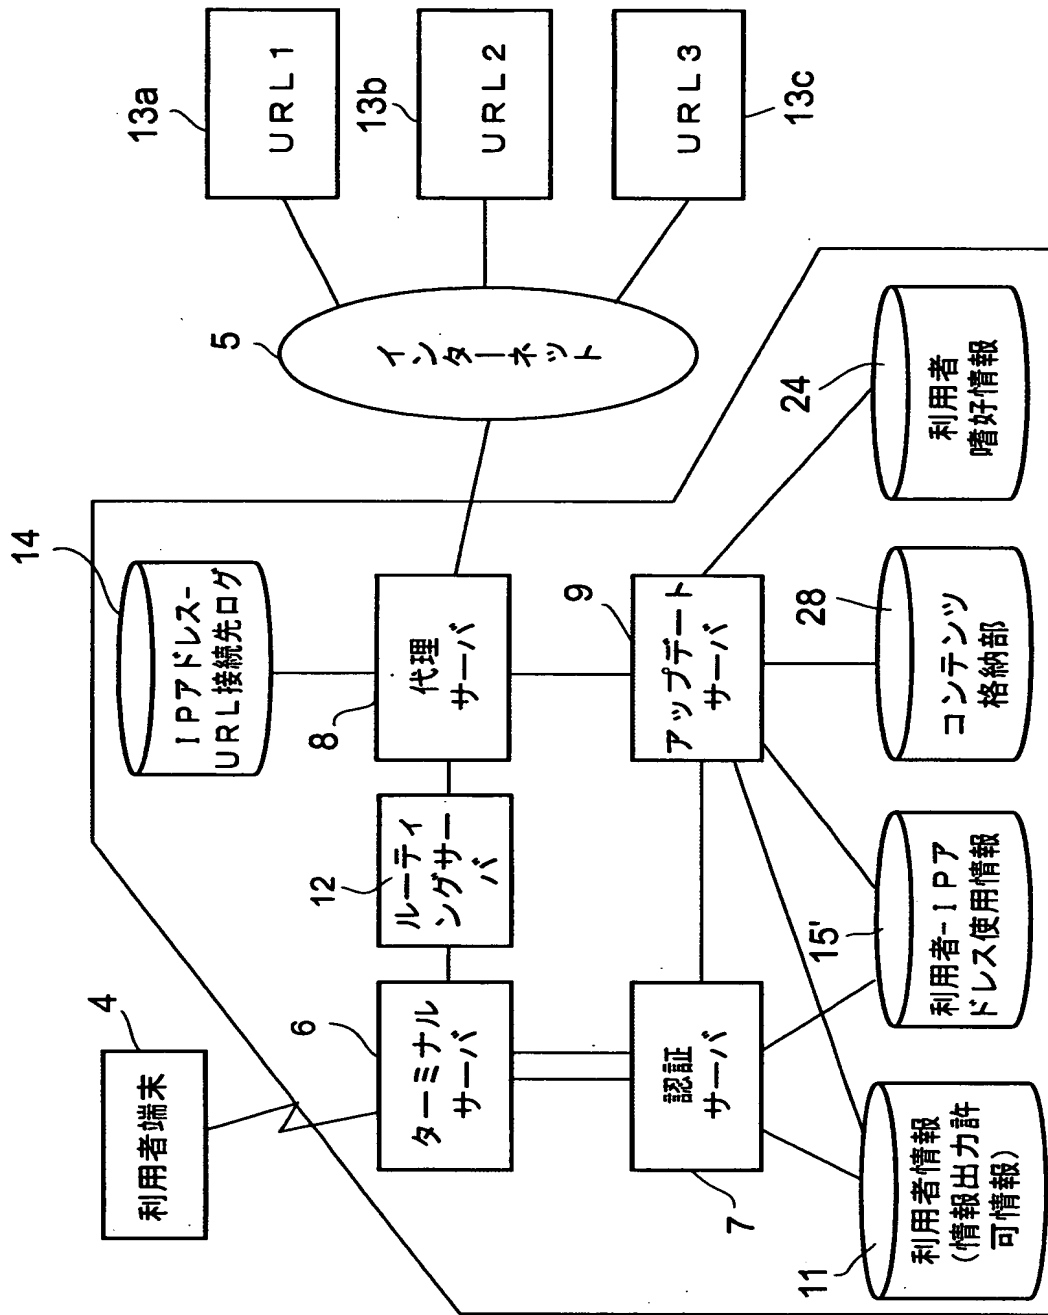 4
利用者端末
14
IPアドレス-
URL接続先ログ
13a
URL1
6
ターミナル
サーバ
12
ルーティ
ングサー
バ
8
代理
サーバ
5
インターネット
13b
URL2
7
認証
サーバ
9
アップデート
サーバ
13c
URL3
11
利用者情報
(情報出力許
可情報)
15'
利用者-IPア
ドレス使用情報
28
コンテンツ
格納部
24
利用者
嗜好情報